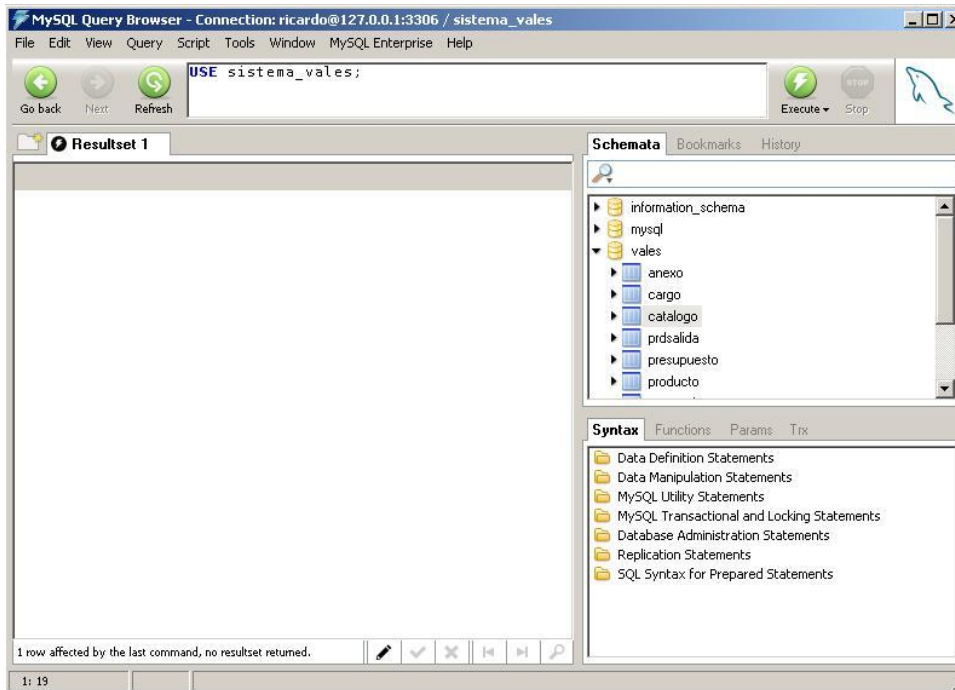 MySQL Query Browser - Connection: ricardo@127.0.0.1:3306 / sistema_vales
File Edit View Query Script Tools Window MySQL Enterprise Help
USE sistema_vales;
Go back Next Refresh Execute Stop
Resultset 1
Schemata Bookmarks History
information_schema
mysql
vales
anexo
cargo
catalogo
prdsalida
presupuesto
producto
Syntax Functions Params Trx
Data Definition Statements
Data Manipulation Statements
MySQL Utility Statements
MySQL Transactional and Locking Statements
Database Administration Statements
Replication Statements
SQL Syntax for Prepared Statements
1 row affected by the last command, no resultset returned.
1: 19